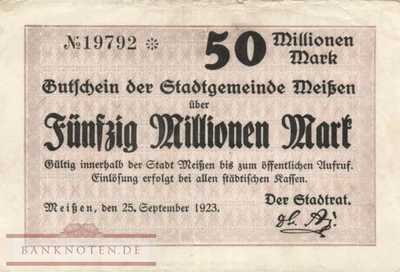 №19792 * 50 Millionen Mark
Gutschein der Stadtgemeinde Meißen
über
Fünfzig Millionen Mark
Gültig innerhalb der Stadt Meißen bis zum öffentlichen Aufruf.
Einlösung erfolgt bei allen städtischen Kassen.
Meißen, den 25. September 1923.
Der Stadtrat.
BANKNOTEN.DE